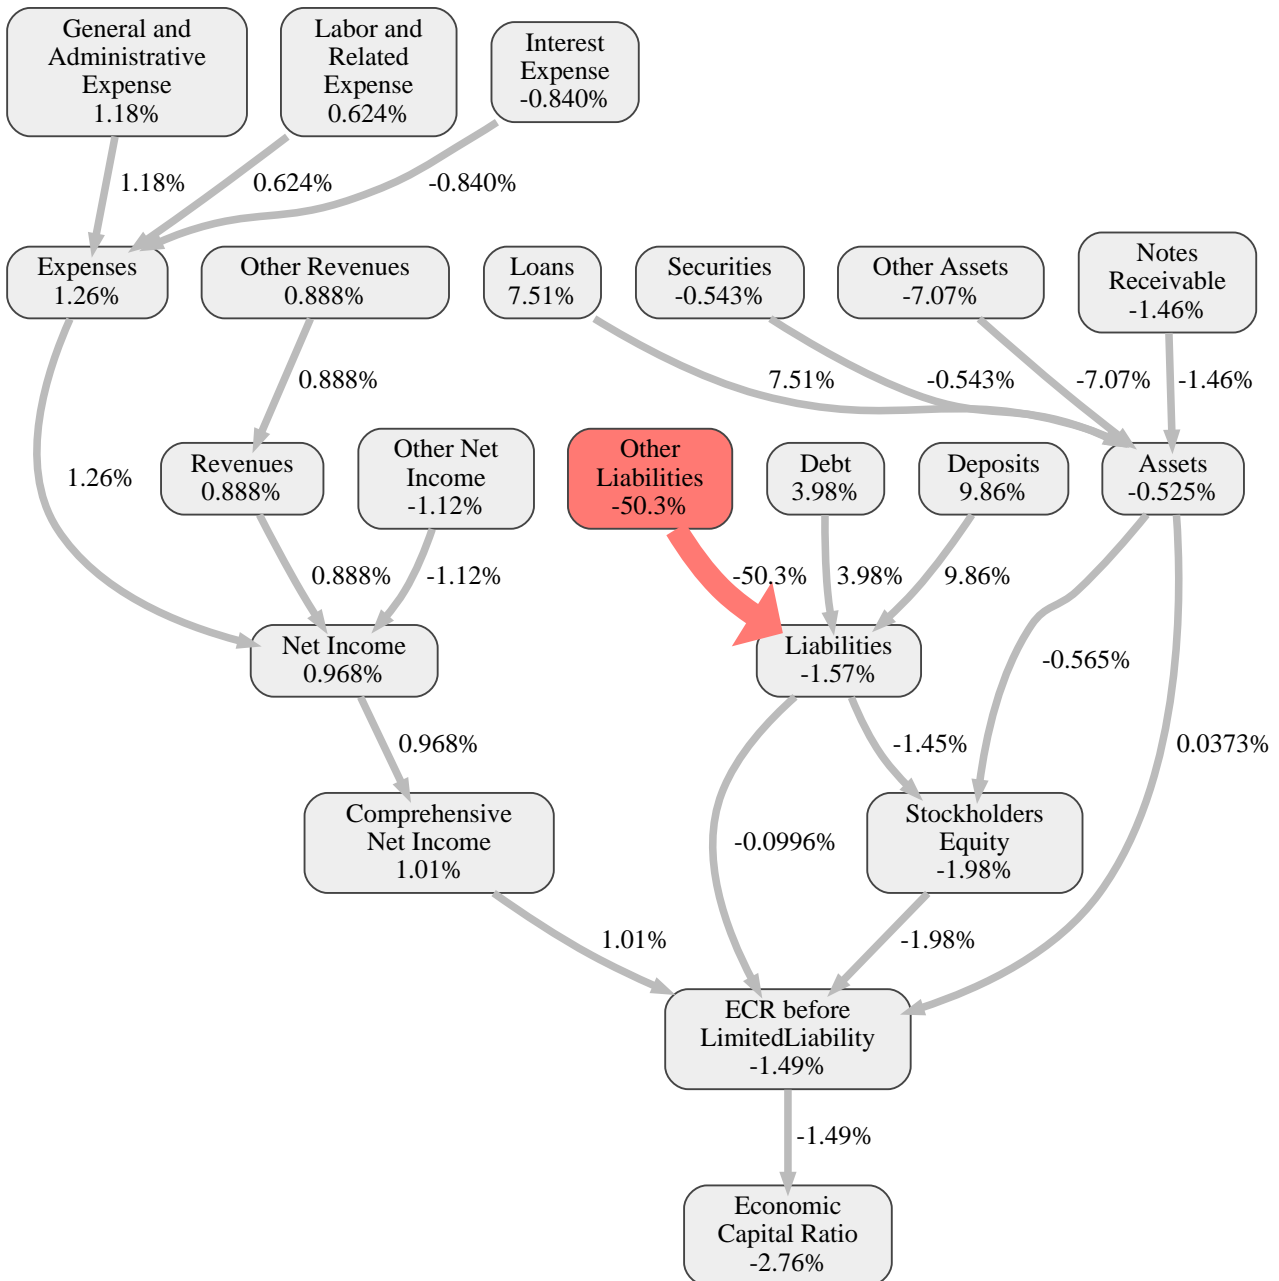 General and
Administrative
Expense
1.18%
Labor and
Related
Expense
0.624%
Interest
Expense
-0.840%
1.18%
0.624%
-0.840%
Expenses
1.26%
Other Revenues
0.888%
Loans
7.51%
Securities
-0.543%
Other Assets
-7.07%
Notes
Receivable
-1.46%
0.888%
7.51%
-0.543%
-7.07%
-1.46%
1.26%
Revenues
0.888%
Other Net
Income
-1.12%
Other
Liabilities
-50.3%
Debt
3.98%
Deposits
9.86%
Assets
-0.525%
0.888%
-1.12%
-50.3%
3.98%
9.86%
Net Income
0.968%
Liabilities
-1.57%
-0.565%
0.968%
-1.45%
0.0373%
Comprehensive
Net Income
1.01%
-0.0996%
Stockholders
Equity
-1.98%
1.01%
-1.98%
ECR before
LimitedLiability
-1.49%
-1.49%
Economic
Capital Ratio
-2.76%